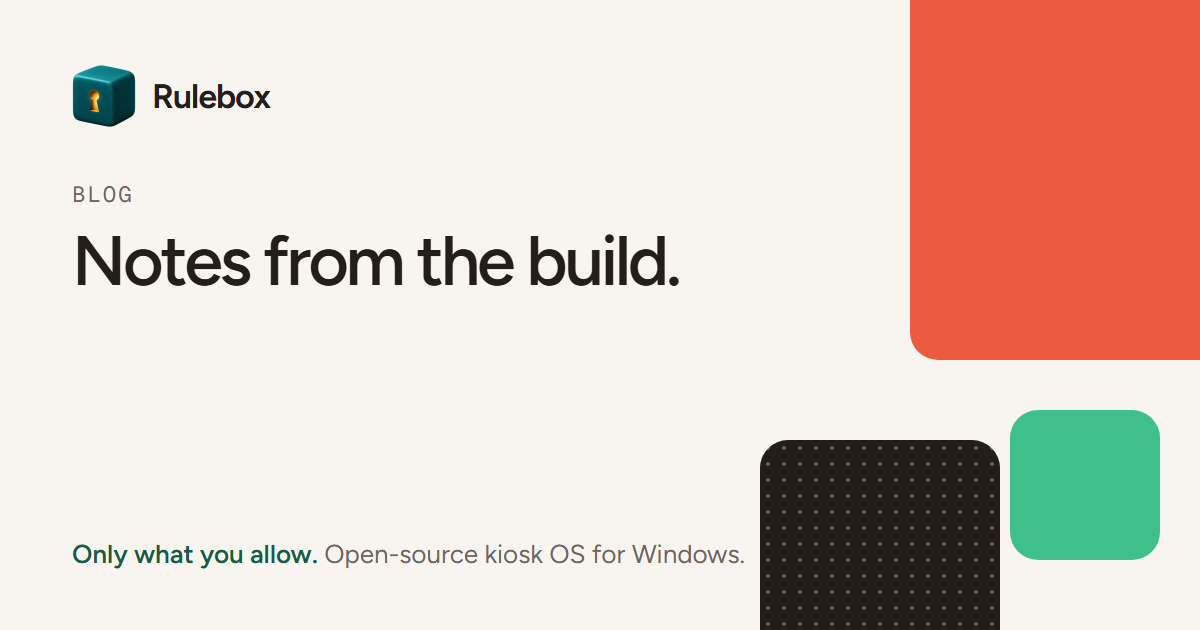 Rulebox
BLOG
Notes from the build.
Only what you allow. Open-source kiosk OS for Windows.